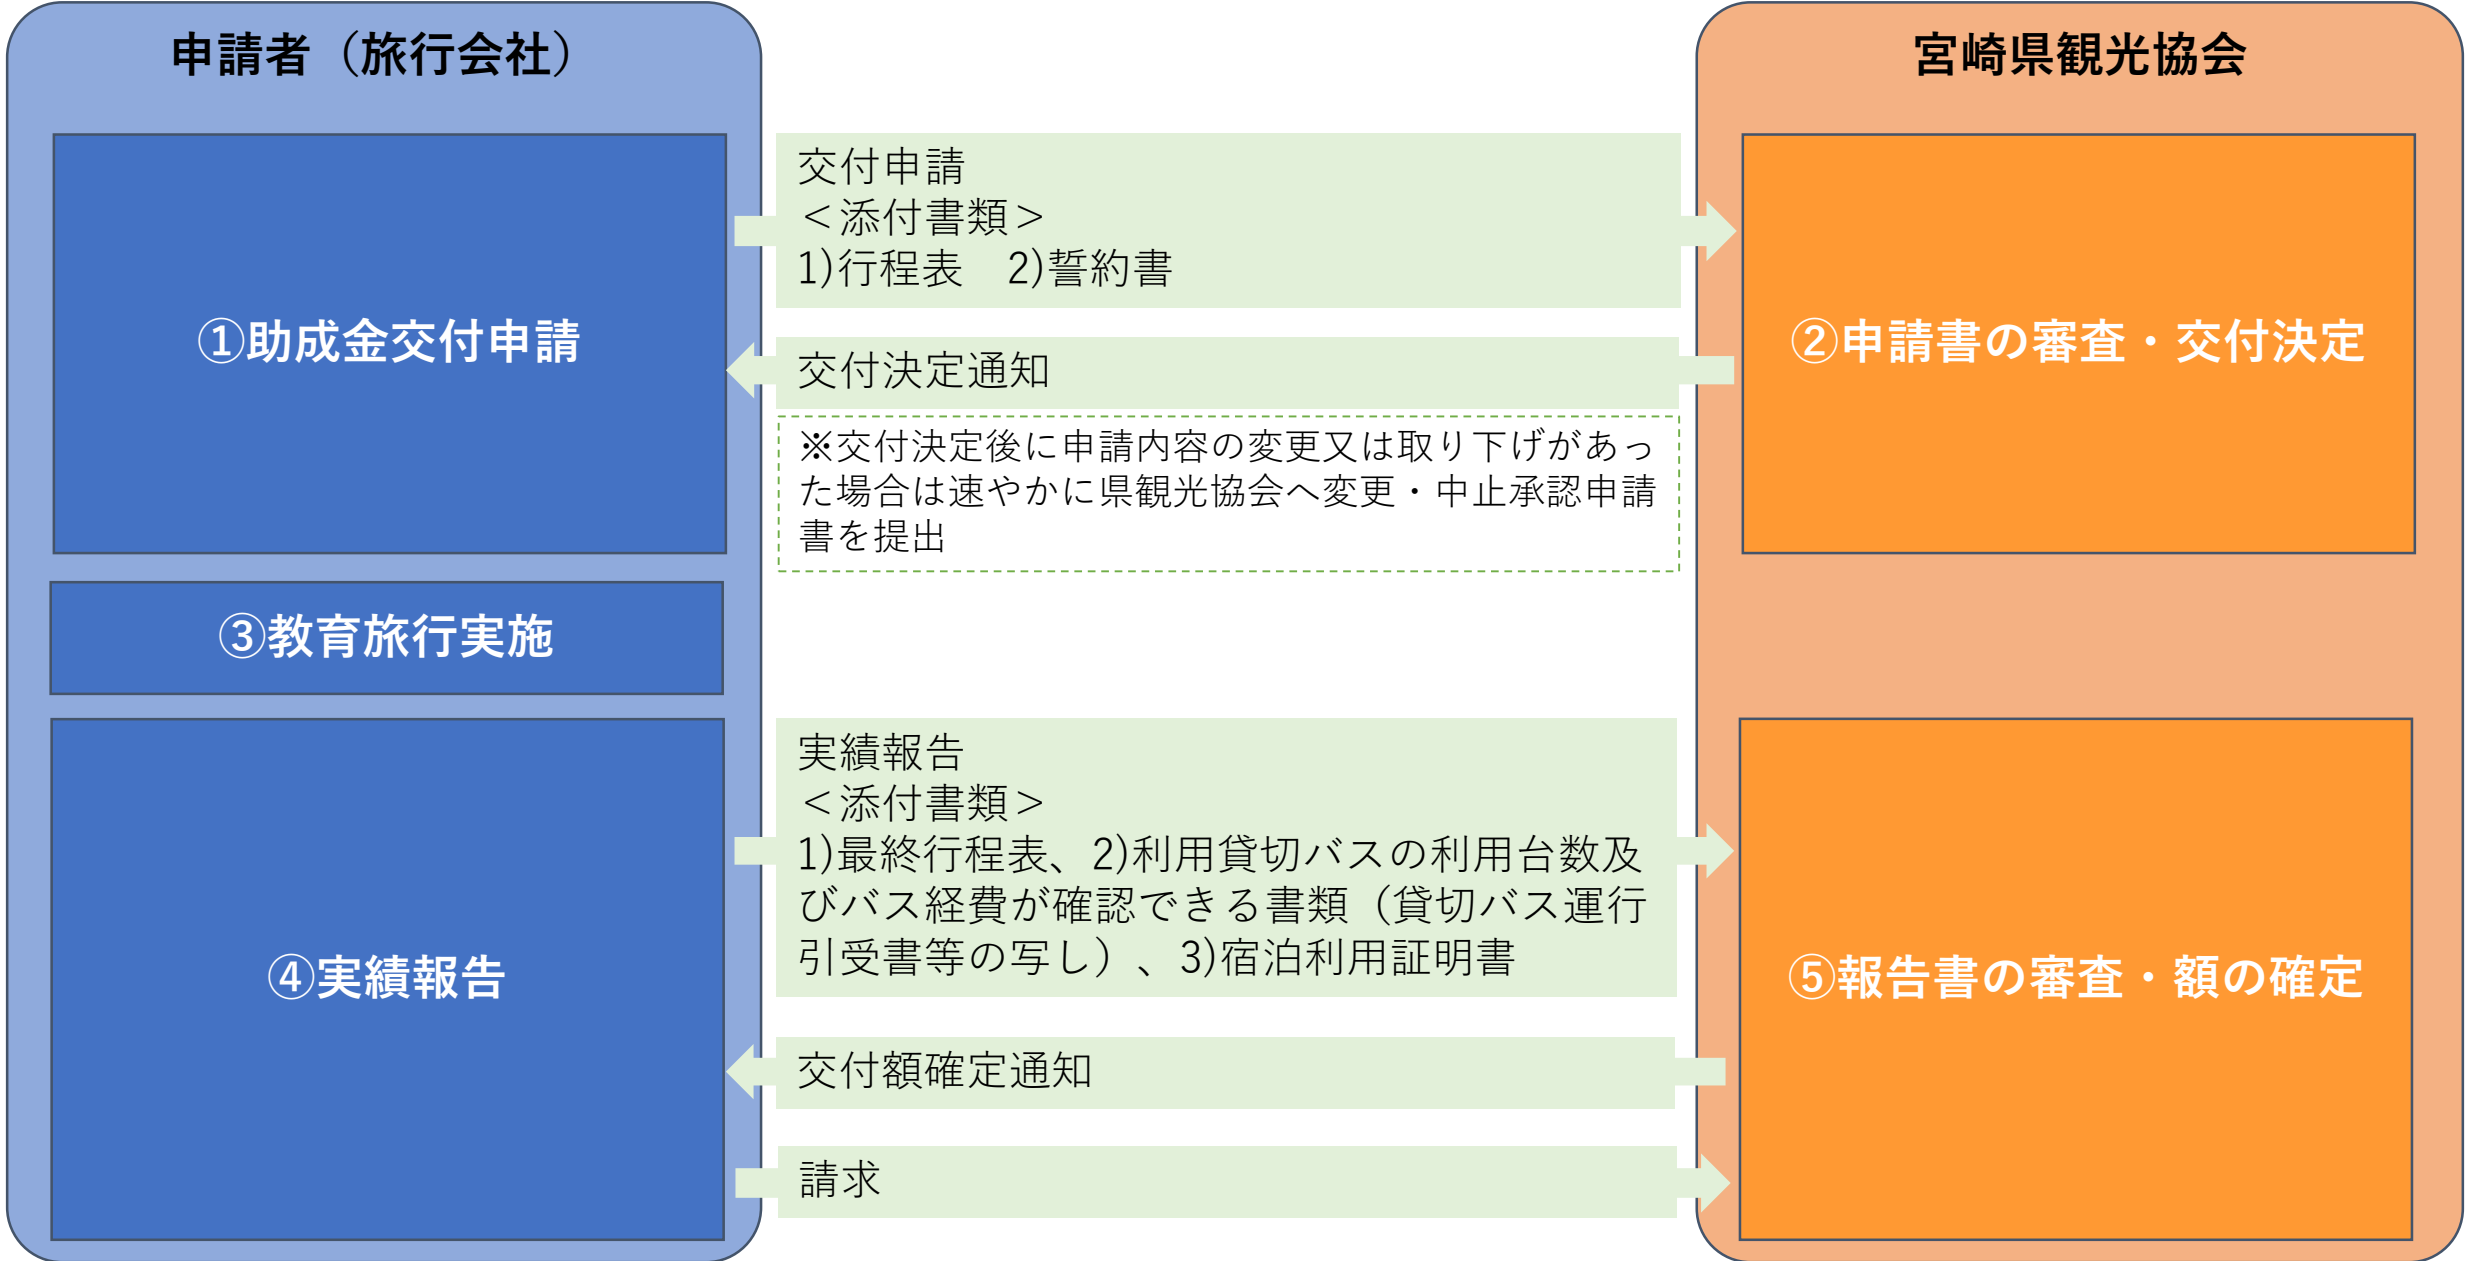 申請者（旅行会社）
宮崎県観光協会
①助成金交付申請
交付申請
＜添付書類＞
1)行程表　2)誓約書
②申請書の審査・交付決定
交付決定通知
※交付決定後に申請内容の変更又は取り下げがあっ
た場合は速やかに県観光協会へ変更・中止承認申請
書を提出
③教育旅行実施
④実績報告
実績報告
＜添付書類＞
1)最終行程表、2)利用貸切バスの利用台数及
びバス経費が確認できる書類（貸切バス運行
引受書等の写し）、3)宿泊利用証明書
⑤報告書の審査・額の確定
交付額確定通知
請求